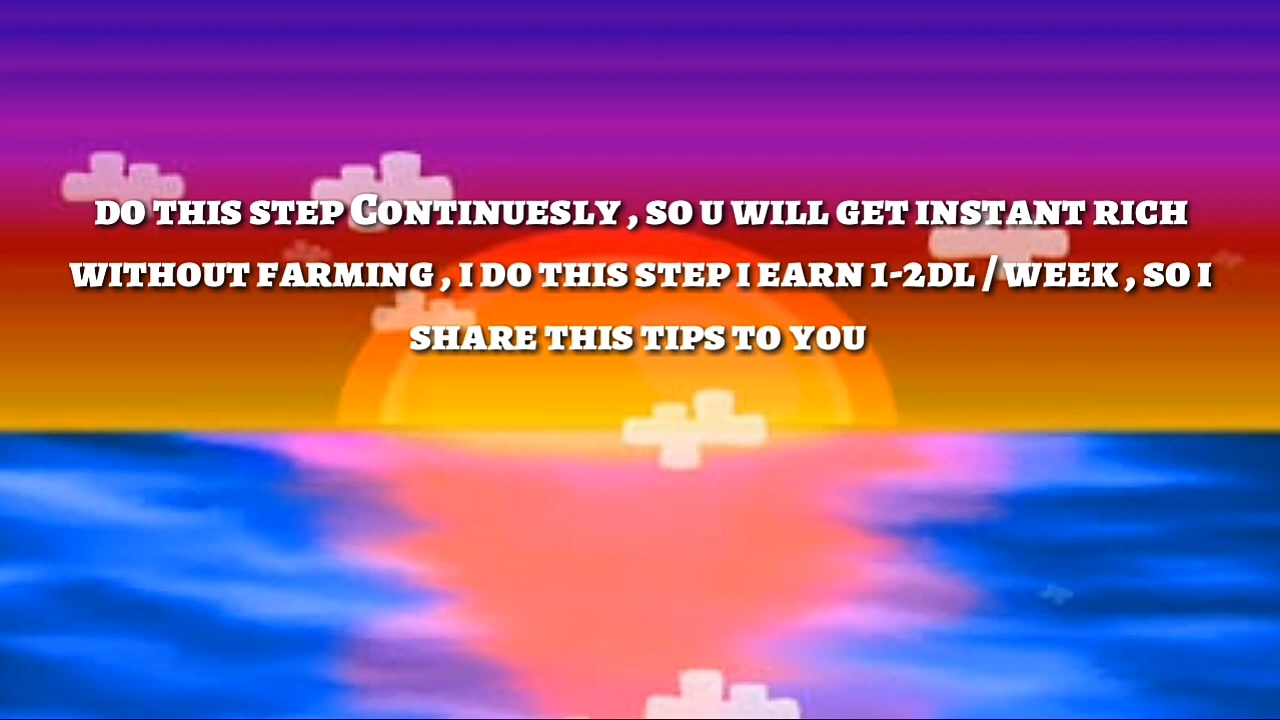 do this step Continuesly , so u will get instant rich
without farming , i do this step i earn 1-2dl / week , so i
share this tips to you